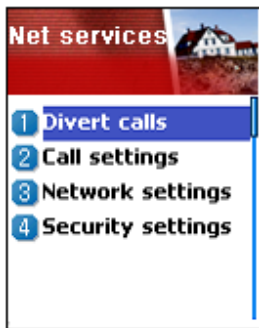 Net services
1 Divert calls
2 Call settings
3 Network settings
4 Security settings